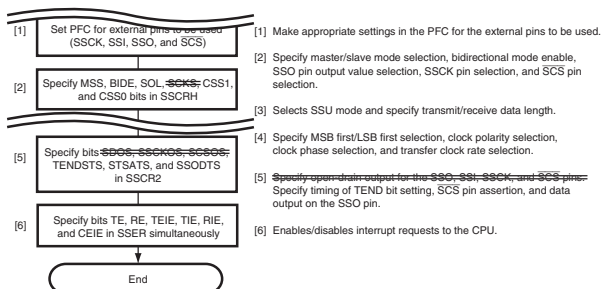 [1]
Set PFC for external pins to be used
(SSCK, SSI, SSO, and SCS)
[2]
Specify MSS, BIDE, SOL, SCKS, CSS1,
and CSS0 bits in SSCRH
[5]
Specify bits SDOS, SSCKOS, SCSOS,
TENDSTS, STSATS, and SSODTS
in SSCR2
[6]
Specify bits TE, RE, TEIE, TIE, RIE,
and CEIE in SSER simultaneously
End
[1] Make appropriate settings in the PFC for the external pins to be used.
[2] Specify master/slave mode selection, bidirectional mode enable,
SSO pin output value selection, SSCK pin selection, and SCS pin
selection.
[3] Selects SSU mode and specify transmit/receive data length.
[4] Specify MSB first/LSB first selection, clock polarity selection,
clock phase selection, and transfer clock rate selection.
[5] Specify open-drain output for the SSO, SSI, SSCK, and SCS pins.
Specify timing of TEND bit setting, SCS pin assertion, and data
output on the SSO pin.
[6] Enables/disables interrupt requests to the CPU.